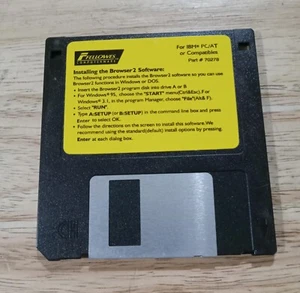 FELLOWES
COMPUTERWARE
For IBM® PC/AT
or Compatibles
Part # 70278
Installing the Browser2 Software:
The following procedure installs the Browser2 software so you can use
Browser2 functions in Windows or DOS.
• Insert the Browser2 program disk into drive A or B
• For Windows® 95, choose the "START" menu(Ctrl&Esc). For
Windows® 3.1, in the program Manager, choose "File"(Alt& F).
• Select "RUN".
• Type A:SETUP (or B:SETUP) in the command line box and press
Enter to select OK.
• Follow the directions on the screen to install this software. We
recommend using the standard(default) install options by pressing
Enter at each dialog box.